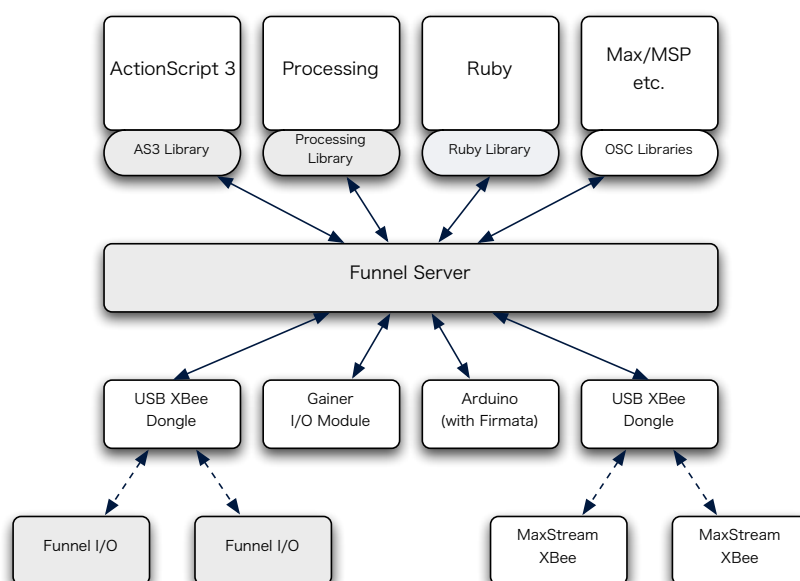 ActionScript 3
Processing
Ruby
Max/MSP
etc.
AS3 Library
Processing
Library
Ruby Library
OSC Libraries
Funnel Server
USB XBee
Dongle
Gainer
I/O Module
Arduino
(with Firmata)
USB XBee
Dongle
Funnel I/O
Funnel I/O
MaxStream
XBee
MaxStream
XBee